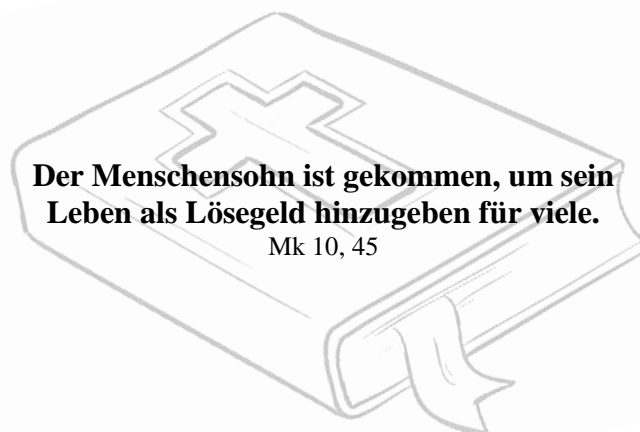 Der Menschensohn ist gekommen, um sein
Leben als Lösegeld hinzugeben für viele.
Mk 10, 45